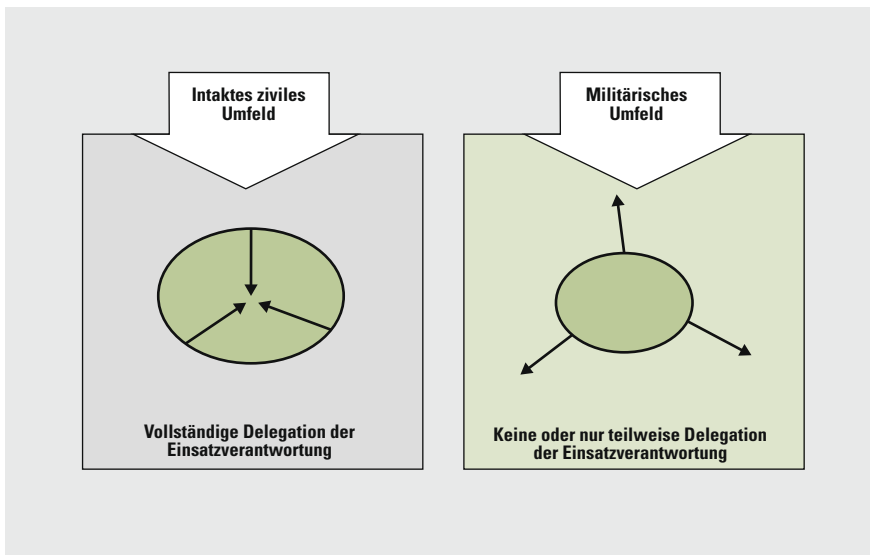 Intaktes ziviles
Umfeld
Militärisches
Umfeld
Vollständige Delegation der
Einsatzverantwortung
Keine oder nur teilweise Delegation
der Einsatzverantwortung